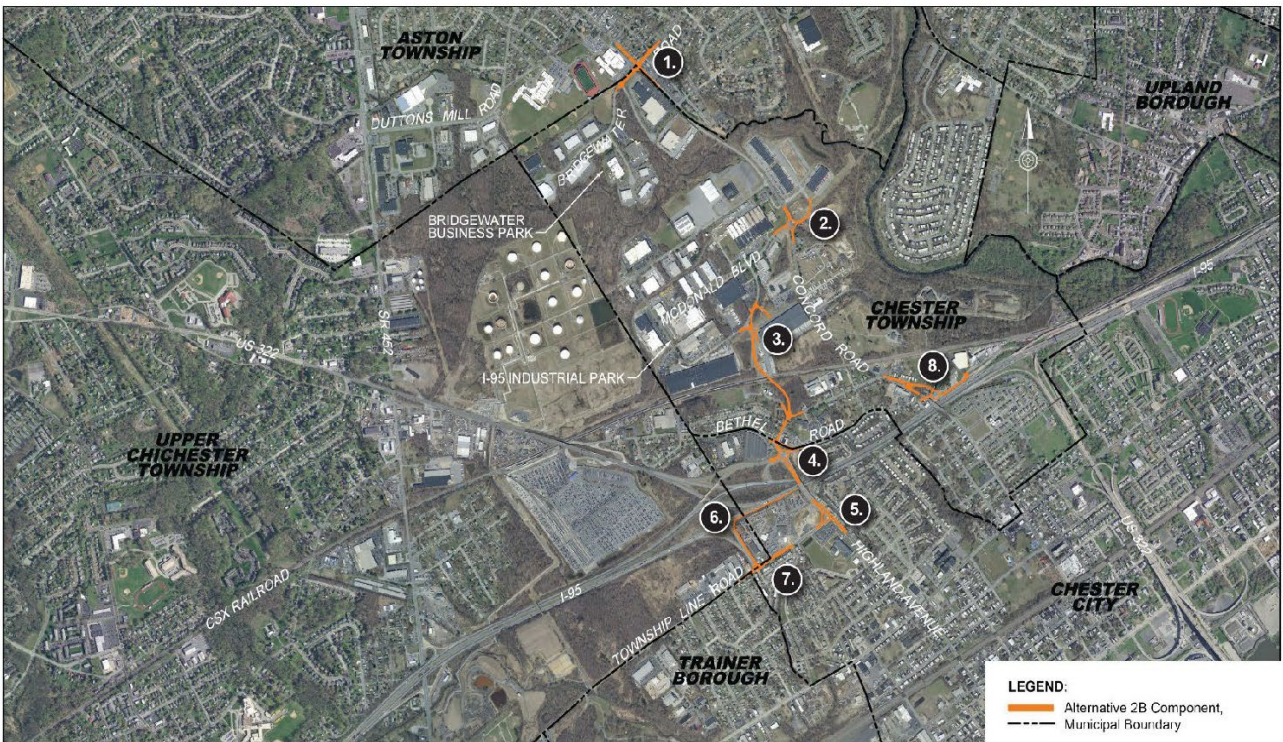 ASTON
TOWNSHIP
ROAD
1.
UPLAND
BOROUGH
DUTTONS MILL ROAD
BRIDGEWATER
BRIDGEWATER
BUSINESS PARK
2.
I-95
MCDONALD BLVD
CONCORD ROAD
CHESTER
TOWNSHIP
SR 452
US 322
3.
8.
I-95 INDUSTRIAL PARK
BETHEL ROAD
UPPER
CHICHESTER
TOWNSHIP
4.
5.
6.
HIGHLAND AVENUE
US 322
7.
CSX RAILROAD
I-95
TOWNSHIP LINE ROAD
CHESTER
CITY
TRAINER
BOROUGH
LEGEND:
Alternative 2B Component,
Municipal Boundary